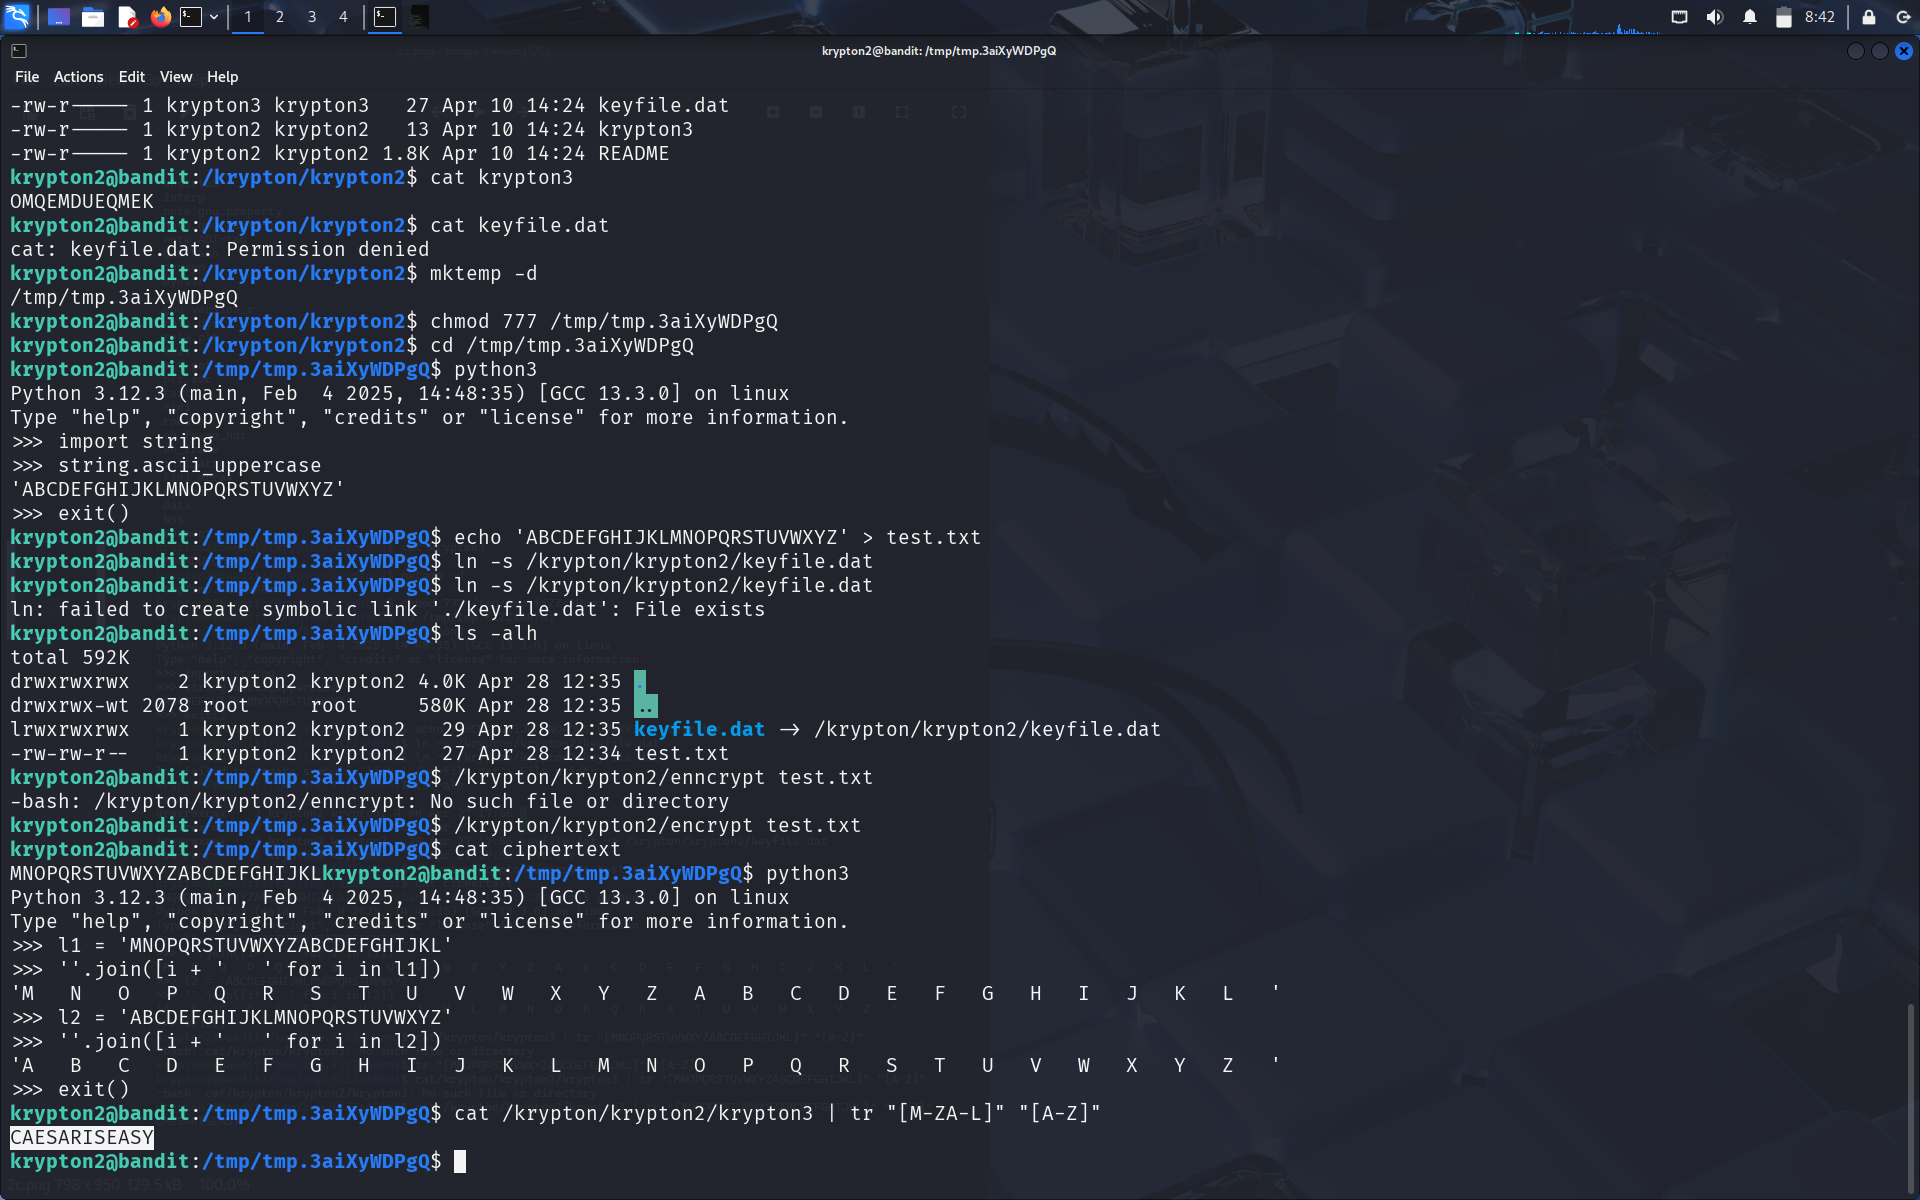 1 2 3 4 8:42
krypton2@bandit: /tmp/tmp.3aiXyWDPgQ
File Actions Edit View Help
-rw-r----- 1 krypton3 krypton3   27 Apr 10 14:24 keyfile.dat
-rw-r----- 1 krypton2 krypton2   13 Apr 10 14:24 krypton3
-rw-r----- 1 krypton2 krypton2 1.8K Apr 10 14:24 README
krypton2@bandit:/krypton/krypton2$ cat krypton3
OMQEMDUEQMEK
krypton2@bandit:/krypton/krypton2$ cat keyfile.dat
cat: keyfile.dat: Permission denied
krypton2@bandit:/krypton/krypton2$ mktemp -d
/tmp/tmp.3aiXyWDPgQ
krypton2@bandit:/krypton/krypton2$ chmod 777 /tmp/tmp.3aiXyWDPgQ
krypton2@bandit:/krypton/krypton2$ cd /tmp/tmp.3aiXyWDPgQ
krypton2@bandit:/tmp/tmp.3aiXyWDPgQ$ python3
Python 3.12.3 (main, Feb  4 2025, 14:48:35) [GCC 13.3.0] on linux
Type "help", "copyright", "credits" or "license" for more information.
>>> import string
>>> string.ascii_uppercase
'ABCDEFGHIJKLMNOPQRSTUVWXYZ'
>>> exit()
krypton2@bandit:/tmp/tmp.3aiXyWDPgQ$ echo 'ABCDEFGHIJKLMNOPQRSTUVWXYZ' > test.txt
krypton2@bandit:/tmp/tmp.3aiXyWDPgQ$ ln -s /krypton/krypton2/keyfile.dat
krypton2@bandit:/tmp/tmp.3aiXyWDPgQ$ ln -s /krypton/krypton2/keyfile.dat
ln: failed to create symbolic link './keyfile.dat': File exists
krypton2@bandit:/tmp/tmp.3aiXyWDPgQ$ ls -alh
total 592K
drwxrwxrwx    2 krypton2 krypton2 4.0K Apr 28 12:35 .
drwxrwx-wt 2078 root     root     580K Apr 28 12:35 ..
lrwxrwxrwx    1 krypton2 krypton2   29 Apr 28 12:35 keyfile.dat -> /krypton/krypton2/keyfile.dat
-rw-rw-r--    1 krypton2 krypton2   27 Apr 28 12:34 test.txt
krypton2@bandit:/tmp/tmp.3aiXyWDPgQ$ /krypton/krypton2/enncrypt test.txt
-bash: /krypton/krypton2/enncrypt: No such file or directory
krypton2@bandit:/tmp/tmp.3aiXyWDPgQ$ /krypton/krypton2/encrypt test.txt
krypton2@bandit:/tmp/tmp.3aiXyWDPgQ$ cat ciphertext
MNOPQRSTUVWXYZABCDEFGHIJKLkrypton2@bandit:/tmp/tmp.3aiXyWDPgQ$ python3
Python 3.12.3 (main, Feb  4 2025, 14:48:35) [GCC 13.3.0] on linux
Type "help", "copyright", "credits" or "license" for more information.
>>> l1 = 'MNOPQRSTUVWXYZABCDEFGHIJKL'
>>> ''.join([i + '   ' for i in l1])
'M   N   O   P   Q   R   S   T   U   V   W   X   Y   Z   A   B   C   D   E   F   G   H   I   J   K   L   '
>>> l2 = 'ABCDEFGHIJKLMNOPQRSTUVWXYZ'
>>> ''.join([i + '   ' for i in l2])
'A   B   C   D   E   F   G   H   I   J   K   L   M   N   O   P   Q   R   S   T   U   V   W   X   Y   Z   '
>>> exit()
krypton2@bandit:/tmp/tmp.3aiXyWDPgQ$ cat /krypton/krypton2/krypton3 | tr "[M-ZA-L]" "[A-Z]"
CAESARISEASY
krypton2@bandit:/tmp/tmp.3aiXyWDPgQ$
2c.png 798 x 950 129.5 kB 100.0%